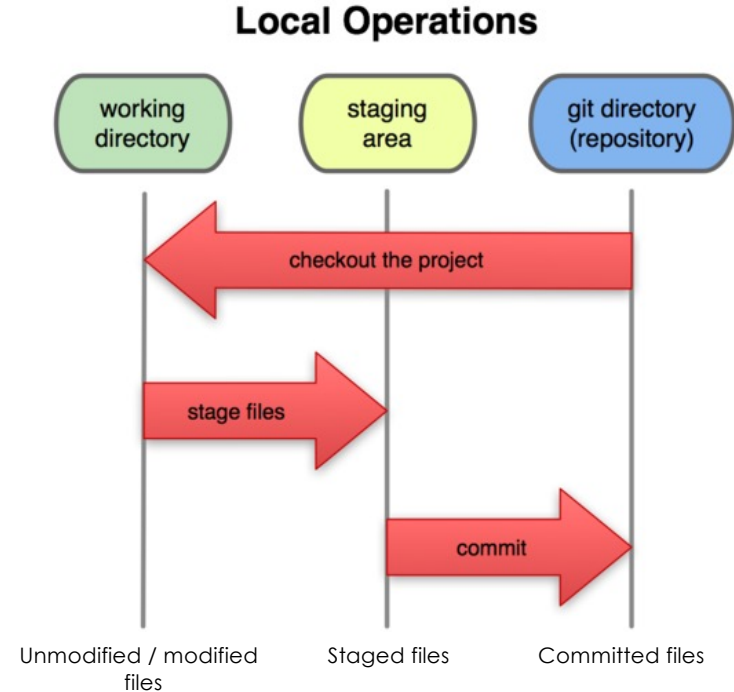 Local Operations
working
directory
staging
area
git directory
(repository)
checkout the project
stage files
commit
Unmodified / modified
files
Staged files
Committed files